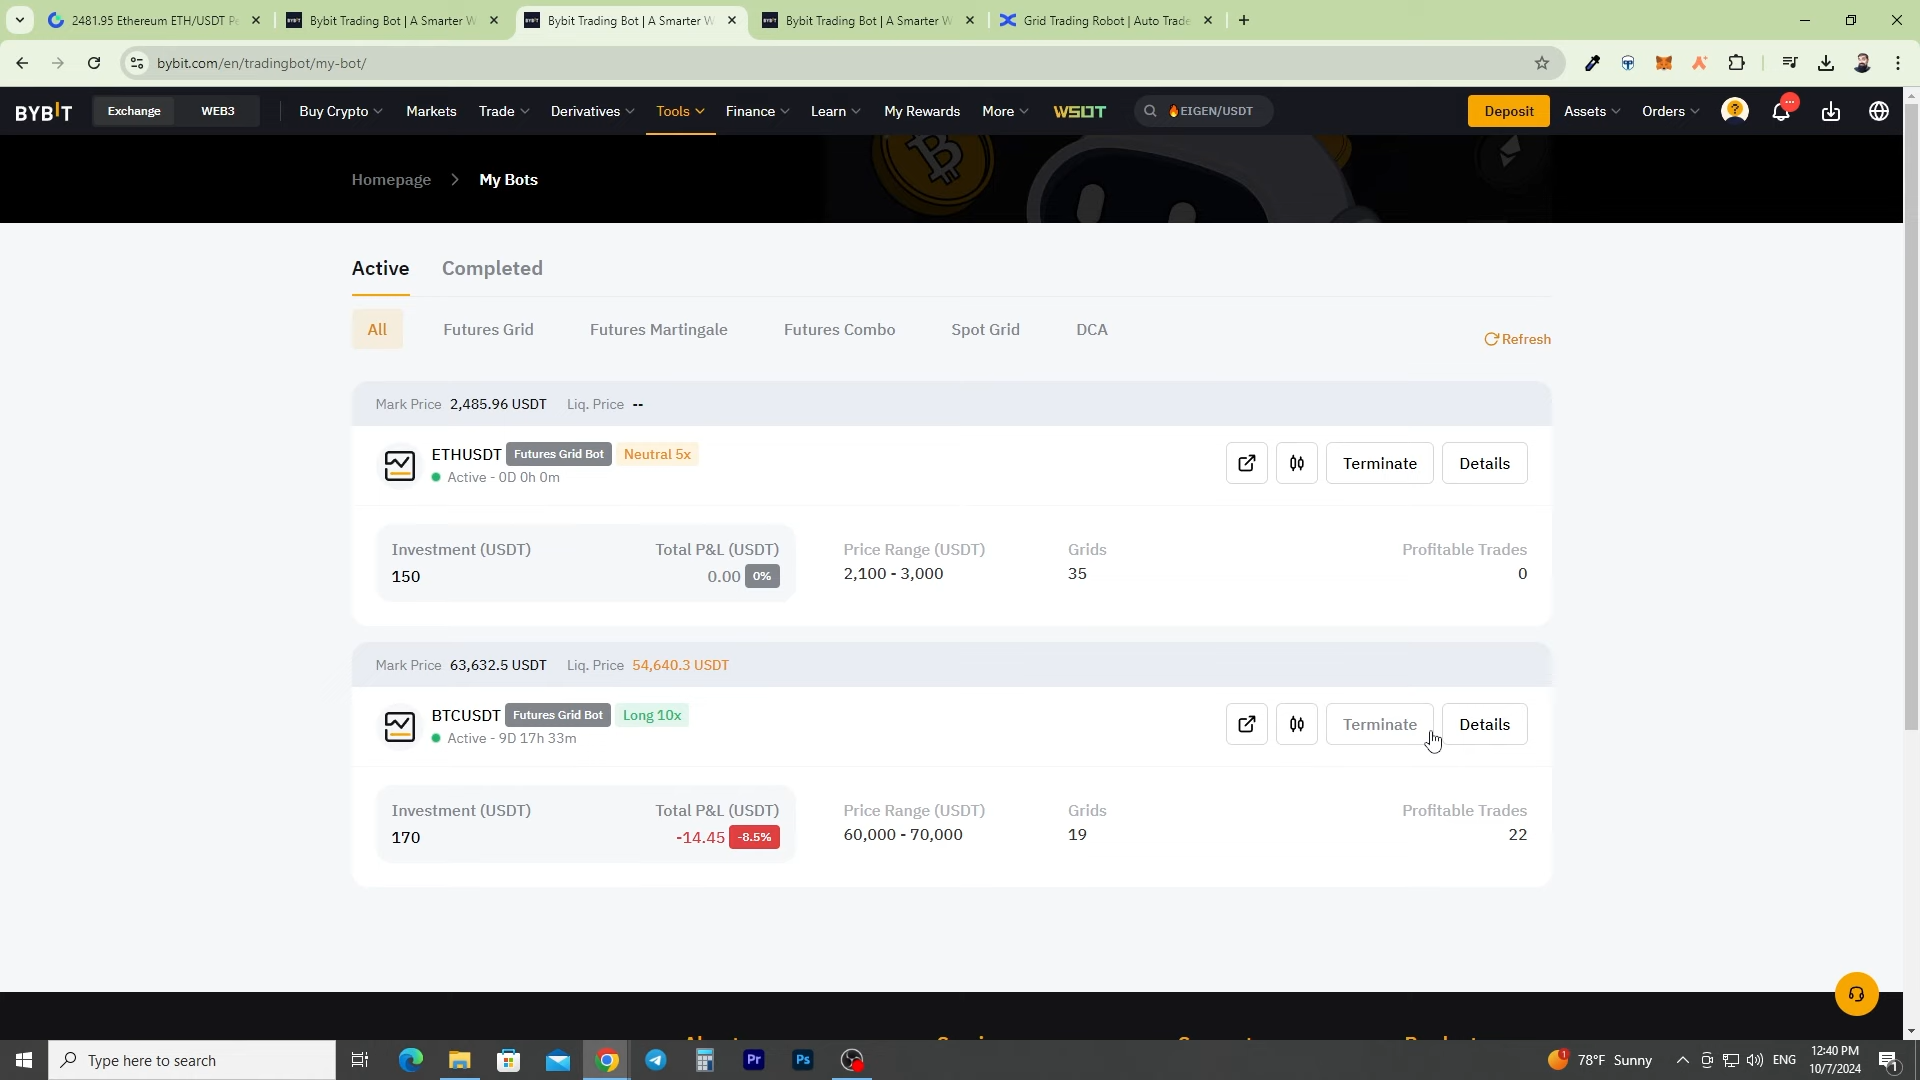 2481.95 Ethereum ETH/USDT Pe
Bybit Trading Bot | A Smarter W
Bybit Trading Bot | A Smarter W
Bybit Trading Bot | A Smarter W
Grid Trading Robot | Auto Trade
bybit.com/en/tradingbot/my-bot/
BYBIT Exchange WEB3 Buy Crypto Markets Trade Derivatives Tools Finance Learn My Rewards More WSOT EIGEN/USDT Deposit Assets Orders
Homepage > My Bots
Active Completed
All Futures Grid Futures Martingale Futures Combo Spot Grid DCA
Refresh
Mark Price 2,485.96 USDT Liq. Price --
ETHUSDT Futures Grid Bot Neutral 5x
Active - 0D 0h 0m
Terminate Details
Investment (USDT) Total P&L (USDT) Price Range (USDT) Grids Profitable Trades
150 0.00 0% 2,100 - 3,000 35 0
Mark Price 63,632.5 USDT Liq. Price 54,640.3 USDT
BTCUSDT Futures Grid Bot Long 10x
Active - 9D 17h 33m
Terminate Details
Investment (USDT) Total P&L (USDT) Price Range (USDT) Grids Profitable Trades
170 -14.45 -8.5% 60,000 - 70,000 19 22
Type here to search
Pr
Ps
1
78°F Sunny
ENG
12:40 PM
10/7/2024
1